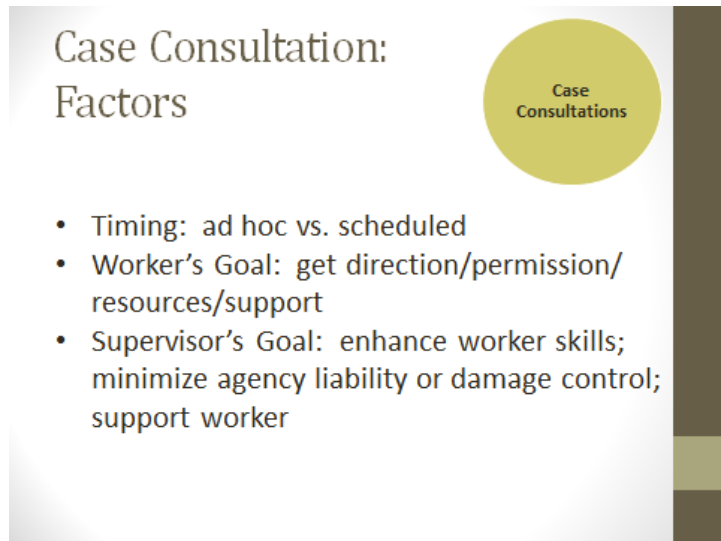 Case Consultation:
Factors
Case
Consultations
• Timing: ad hoc vs. scheduled
• Worker's Goal: get direction/permission/
resources/support
• Supervisor's Goal: enhance worker skills;
minimize agency liability or damage control;
support worker